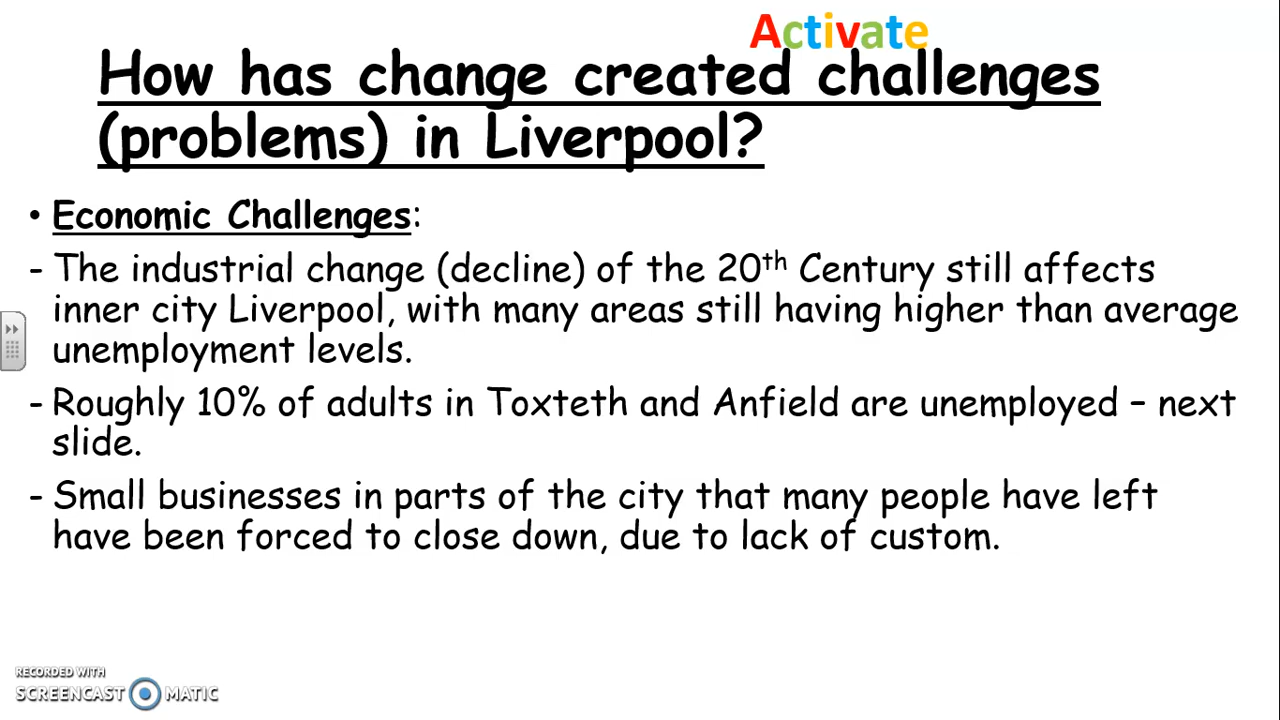 Activate
How has change created challenges
(problems) in Liverpool?
• Economic Challenges:
- The industrial change (decline) of the 20th Century still affects
inner city Liverpool, with many areas still having higher than average
unemployment levels.
- Roughly 10% of adults in Toxteth and Anfield are unemployed – next
slide.
- Small businesses in parts of the city that many people have left
have been forced to close down, due to lack of custom.
RECORDED WITH
SCREENCAST MATIC